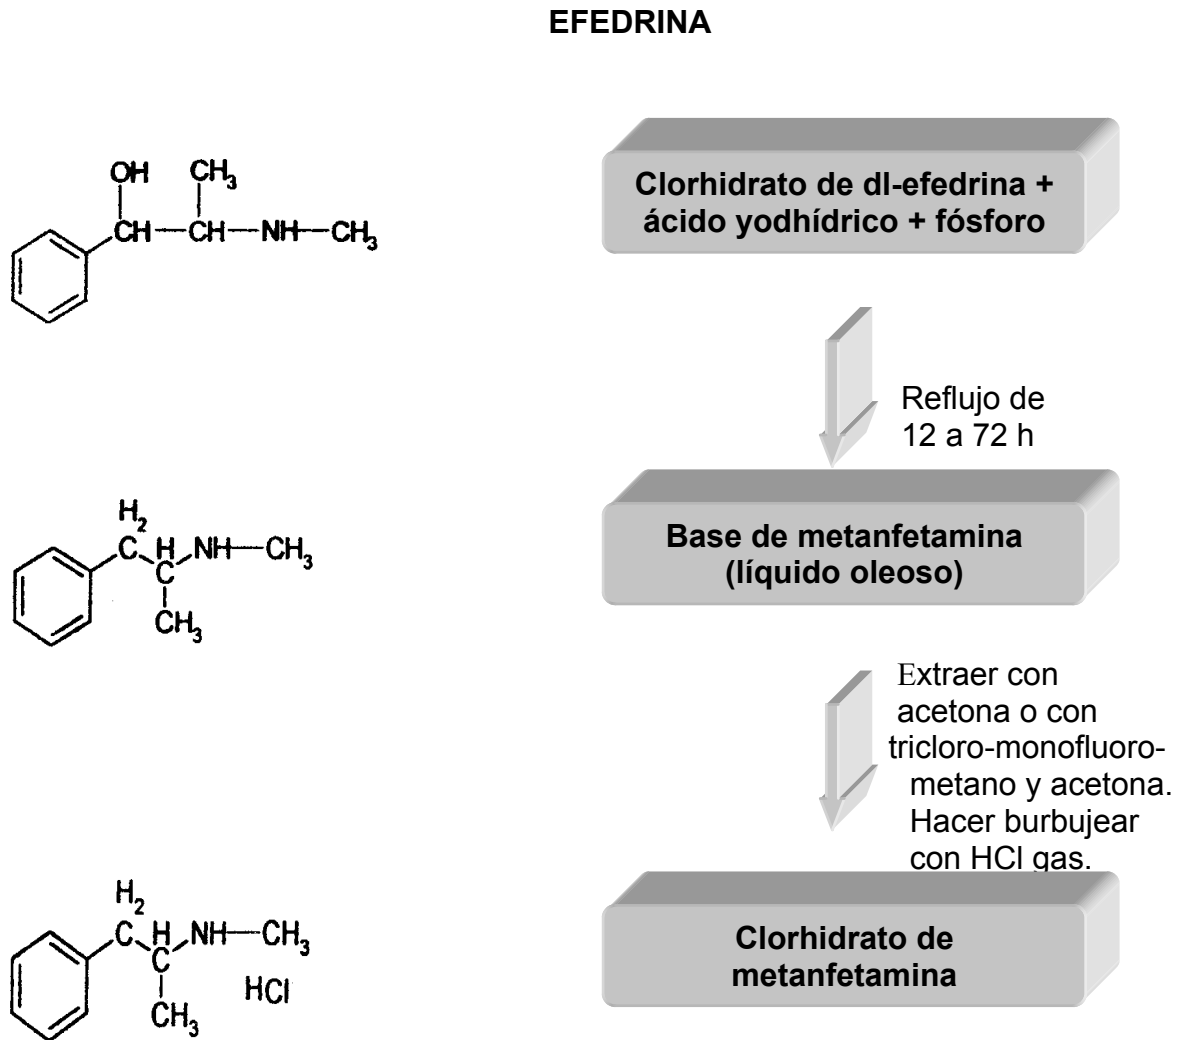 EFEDRINA
OH
CH3
CH—CH—NH—CH3
Clorhidrato de dl-efedrina +
ácido yodhídrico + fósforo
Reflujo de
12 a 72 h
H2
C H NH—CH3
C
CH3
Base de metanfetamina
(líquido oleoso)
Extraer con
acetona o con
tricloro-monofluoro-
metano y acetona.
Hacer burbujear
con HCl gas.
H2
C H NH—CH3
C
HCl
CH3
Clorhidrato de
metanfetamina